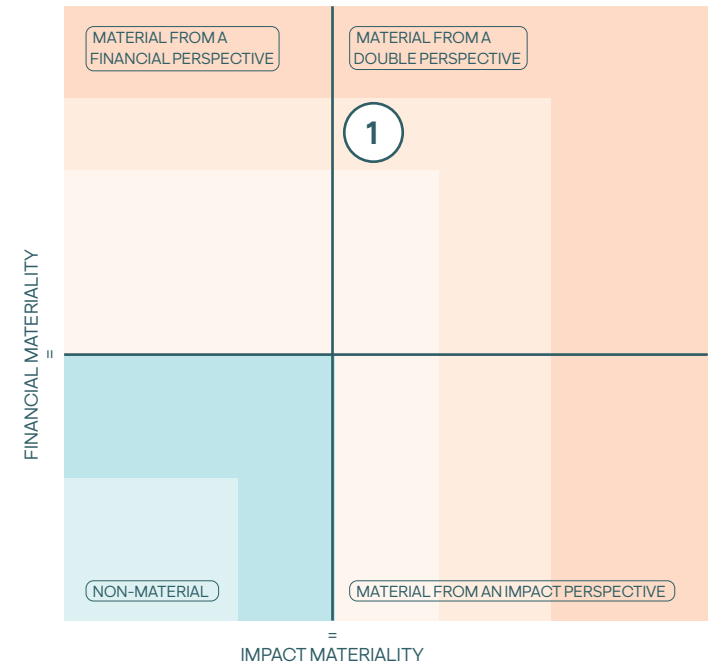 MATERIAL FROM A
FINANCIAL PERSPECTIVE
MATERIAL FROM A
DOUBLE PERSPECTIVE
1
FINANCIAL MATERIALITY
=
NON-MATERIAL
MATERIAL FROM AN IMPACT PERSPECTIVE
=
IMPACT MATERIALITY